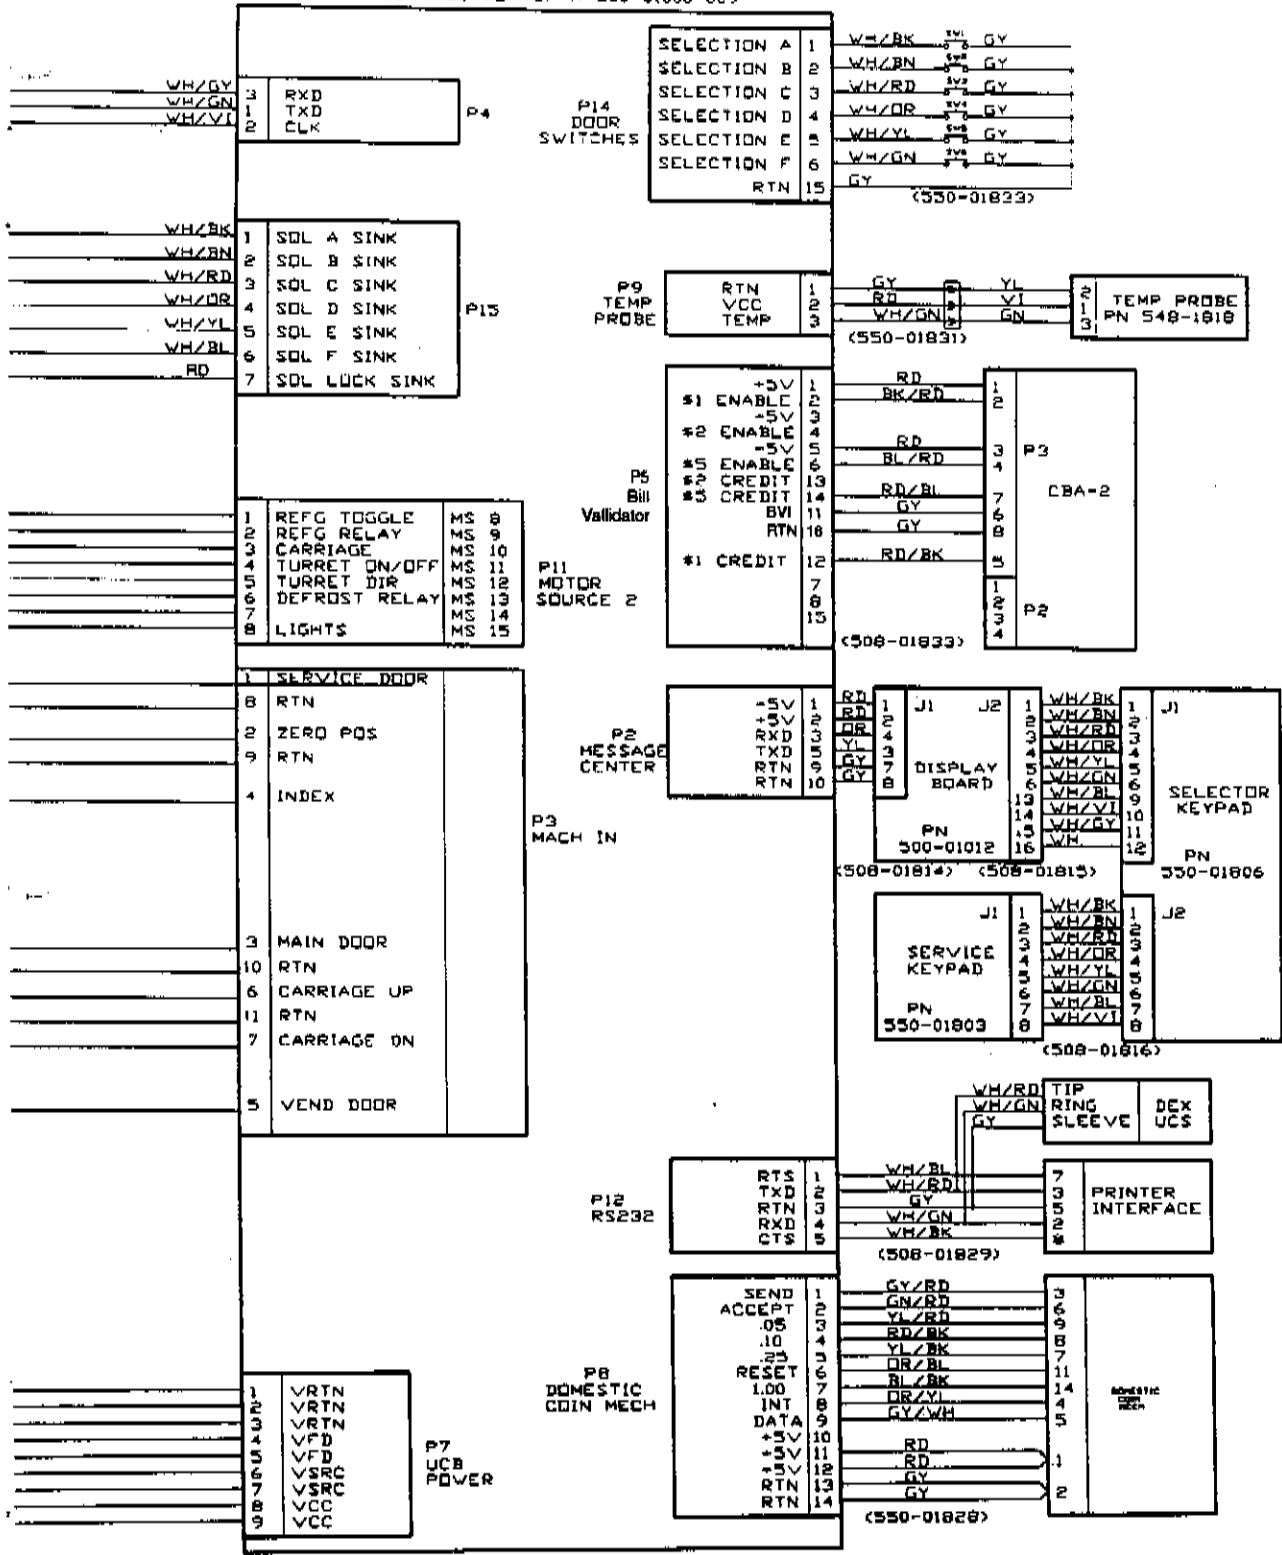 WH/GY 3 RXD
WH/GN 1 TXD
WH/VI 2 CLK
P4
WH/BK 1 SOL A SINK
WH/BN 2 SOL B SINK
WH/RD 3 SOL C SINK
WH/OR 4 SOL D SINK
WH/YL 5 SOL E SINK
WH/BL 6 SOL F SINK
RD 7 SOL LOCK SINK
P15
1 REFG TOGGLE MS 8
2 REFG RELAY MS 9
3 CARRIAGE MS 10
4 TURRET ON/OFF MS 11
5 TURRET DIR MS 12
6 DEFROST RELAY MS 13
7 MS 14
8 LIGHTS MS 15
P11
MOTOR
SOURCE 2
1 SERVICE DOOR
8 RTN
2 ZERO POS
9 RTN
4 INDEX
P3
MACH IN
3 MAIN DOOR
10 RTN
6 CARRIAGE UP
11 RTN
7 CARRIAGE DN
5 VEND DOOR
1 VRTN
2 VRTN
3 VRTN
4 VFD
5 VFD
6 VSRC
7 VSRC
8 VCC
9 VCC
P7
UCB
POWER
P14
DOOR
SWITCHES
SELECTION A 1 WH/BK SW1 GY
SELECTION B 2 WH/BN GY
SELECTION C 3 WH/RD GY
SELECTION D 4 WH/OR GY
SELECTION E 5 WH/YL GY
SELECTION F 6 WH/GN GY
RTN 15 GY
(550-01823)
P9
TEMP
PROBE
RTN 1 GY YL 2
VCC 2 RD VI 1
TEMP 3 WH/GN GN 3
TEMP PROBE
PN 548-1818
(550-01831)
P5
Bill
Vallidator
+5V 1 RD 1
#1 ENABLE 2 BK/RD 2
-5V 3
#2 ENABLE 4
-5V 5 RD 3
#5 ENABLE 6 BL/RD 4
#2 CREDIT 13
#5 CREDIT 14 RD/BL 7
BVI 11 GY 6
RTN 16 GY 8
#1 CREDIT 12 RD/BK 5
7
8
15
P3
CBA-2
1
2
3
4
P2
(508-01833)
P2
MESSAGE
CENTER
-5V 1 RD 1
+5V 2 RD 2
RXD 3 OR 4
TXD 5 YL 3
RTN 9 GY 7
RTN 10 GY 8
J1 J2
DISPLAY
BOARD
PN
500-01012
1 WH/BK 1
2 WH/BN 2
3 WH/RD 3
4 WH/OR 4
5 WH/YL 5
6 WH/GN 6
13 WH/BL 9
14 WH/VI 10
15 WH/GY 11
16 WH 12
J1
SELECTOR
KEYPAD
PN
550-01806
(508-01814) (508-01815)
J1
SERVICE
KEYPAD
PN
550-01803
1 WH/BK 1
2 WH/BN 2
3 WH/RD 3
4 WH/OR 4
5 WH/YL 5
6 WH/GN 6
7 WH/BL 7
8 WH/VI 8
J2
(508-01816)
WH/RD TIP
WH/GN RING
GY SLEEVE
DEX
UCS
P12
RS232
RTS 1 WH/BL 7
TXD 2 WH/RD 3
RTN 3 GY 5
RXD 4 WH/GN 2
CTS 5 WH/BK
PRINTER
INTERFACE
(508-01829)
P8
DOMESTIC
COIN MECH
SEND 1 GY/RD 3
ACCEPT 2 GN/RD 6
.05 3 YL/RD 9
.10 4 RD/BK 8
.25 5 YL/BK 7
RESET 6 OR/BL 11
1.00 7 BL/BK 14
INT 8 OR/YL 4
DATA 9 GY/WH 5
+5V 10
+5V 11 RD
+5V 12 RD
1
RTN 13 GY
RTN 14 GY
2
DOMESTIC
COIN
MECH
(550-01828)